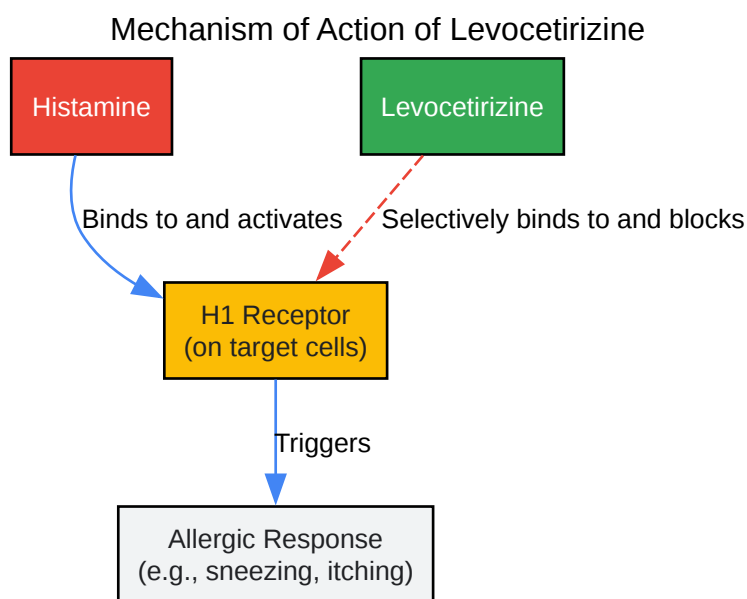 Mechanism of Action of Levocetirizine
Histamine
Levocetirizine
Binds to and activates
Selectively binds to and blocks
H1 Receptor
(on target cells)
Triggers
Allergic Response
(e.g., sneezing, itching)